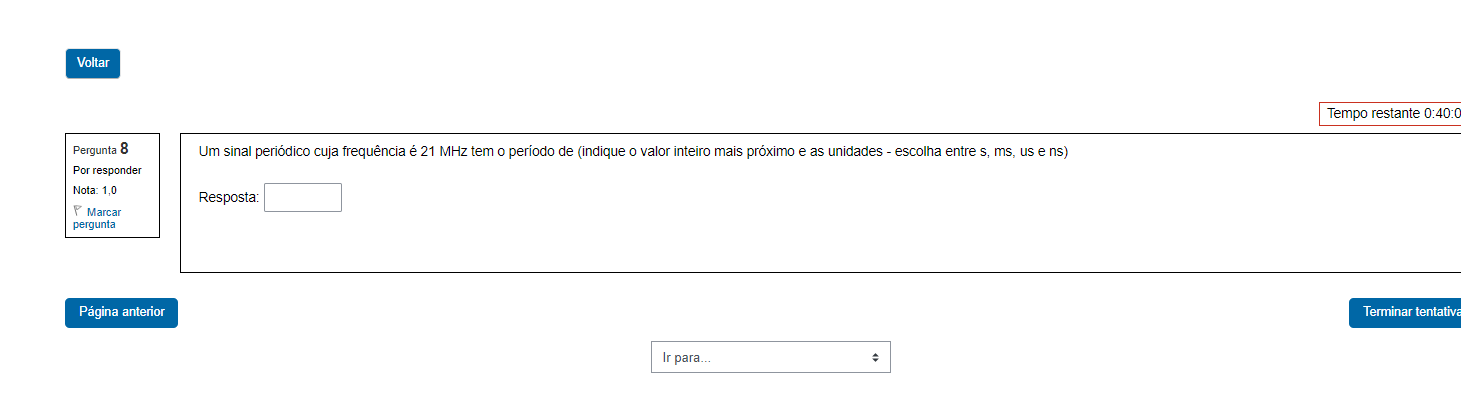 Voltar
Tempo restante 0:40:0
Pergunta 8
Por responder
Nota: 1,0
Marcar
pergunta
Um sinal periódico cuja frequência é 21 MHz tem o período de (indique o valor inteiro mais próximo e as unidades - escolha entre s, ms, us e ns)
Resposta:
Página anterior
Terminar tentativa
Ir para...